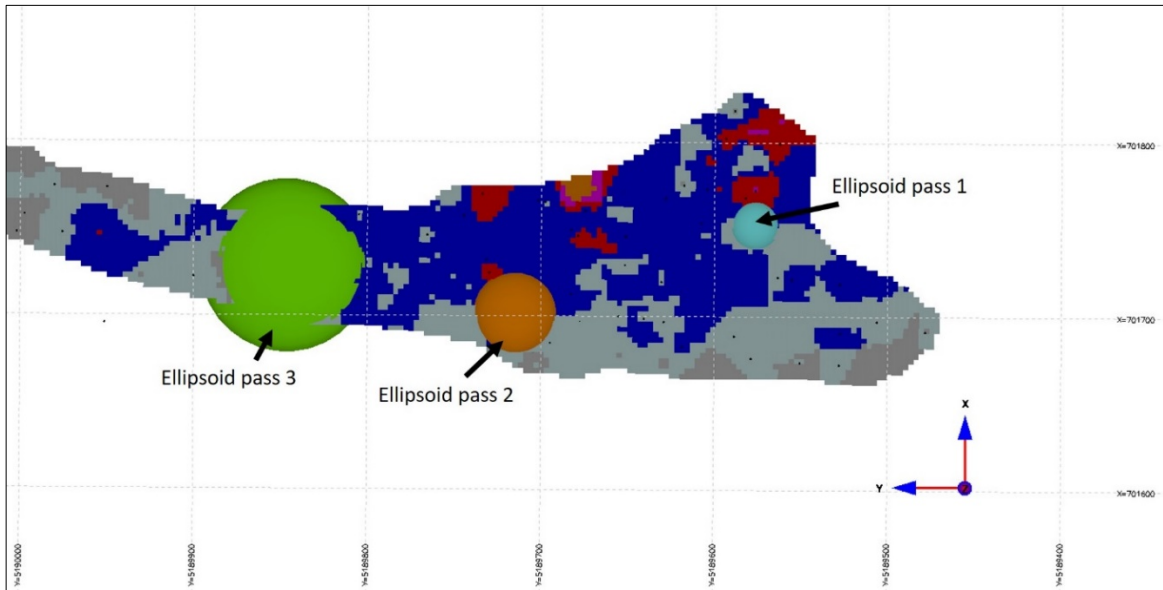 X=701800
Ellipsoid pass 1
X=701700
Ellipsoid pass 3
Ellipsoid pass 2
X
Y
X=701600
Y=5190000
Y=5189900
Y=5189800
Y=5189700
Y=5189600
Y=5189500
Y=5189400